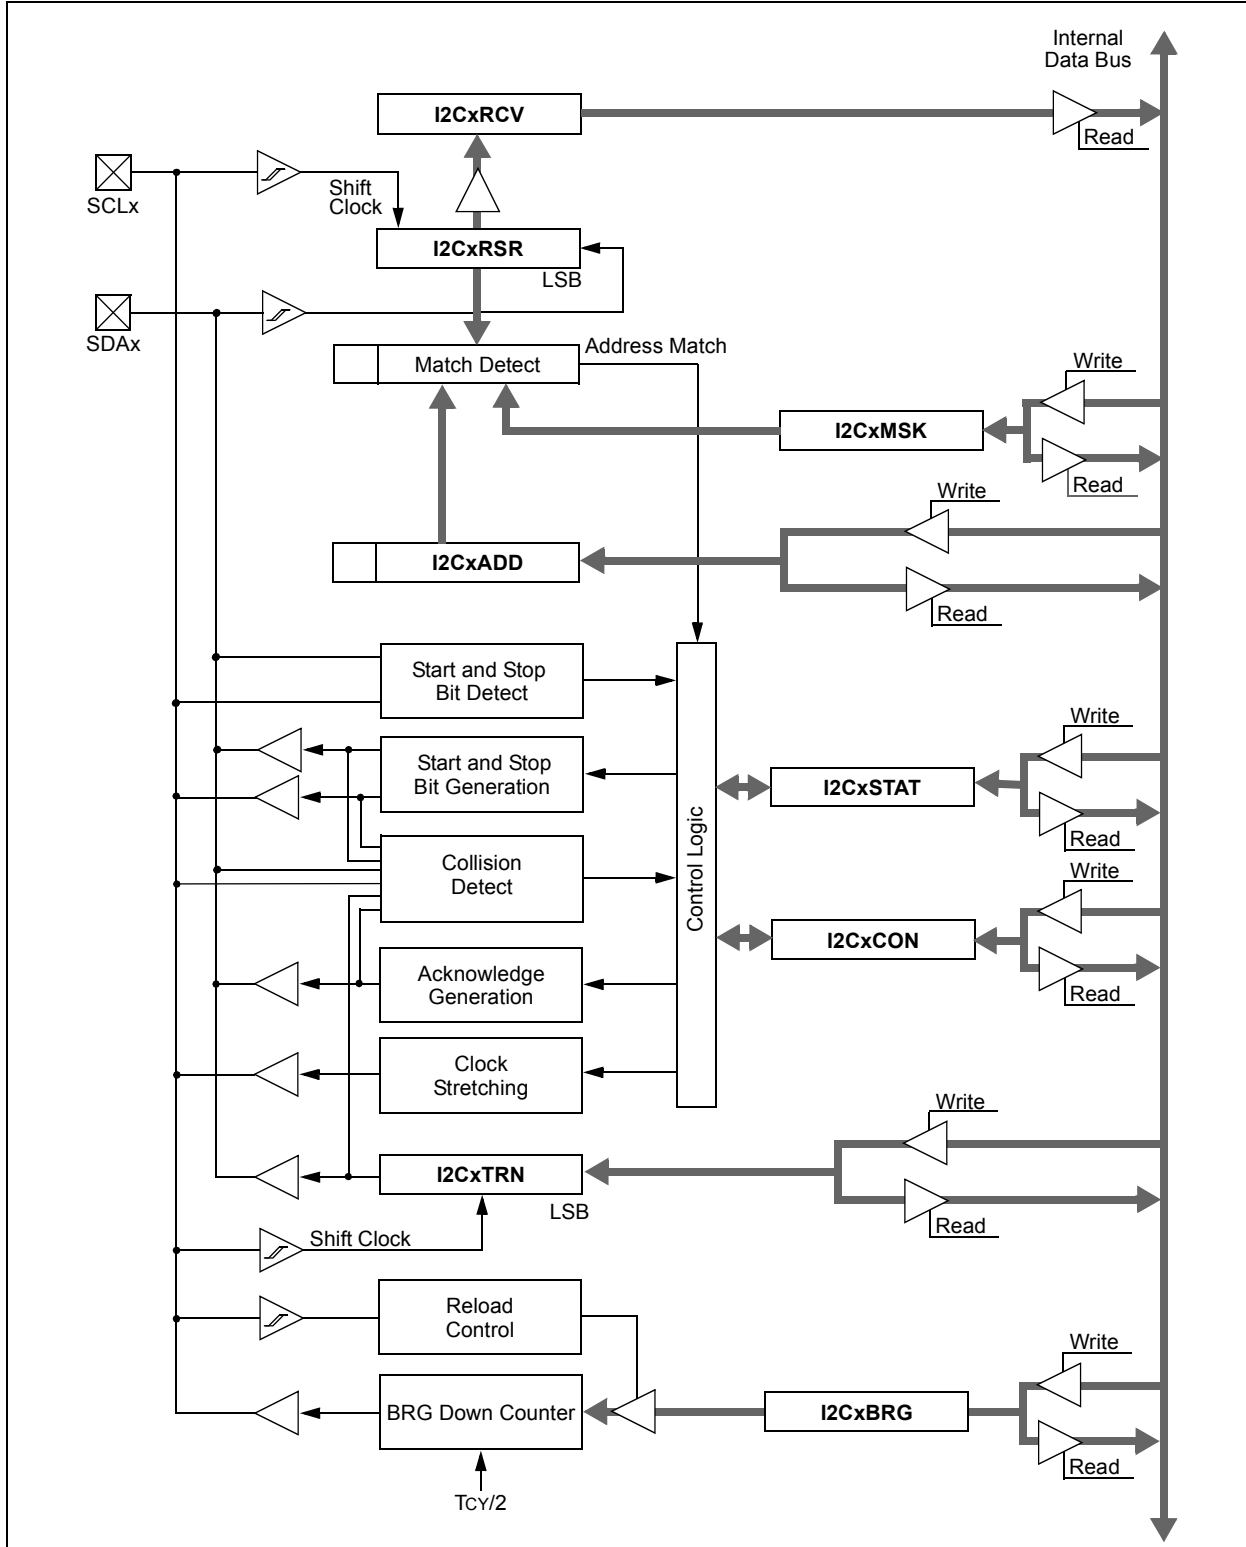 Internal
Data Bus
I2CxRCV
Read
SCLx
Shift
Clock
I2CxRSR
LSB
SDAx
Match Detect
Address Match
Write
I2CxMSK
Read
Write
I2CxADD
Read
Start and Stop
Bit Detect
Write
Start and Stop
Bit Generation
I2CxSTAT
Read
Control Logic
Collision
Detect
Write
I2CxCON
Read
Acknowledge
Generation
Clock
Stretching
Write
I2CxTRN
LSB
Read
Shift Clock
Reload
Control
Write
BRG Down Counter
I2CxBRG
Read
TCY/2